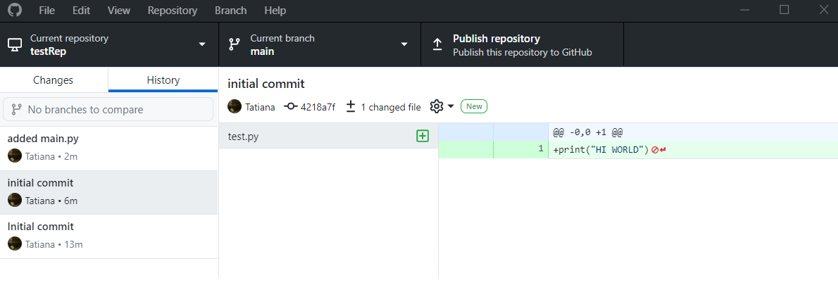 File Edit View Repository Branch Help
Current repository
testRep
Current branch
main
Publish repository
Publish this repository to GitHub
Changes History
No branches to compare
added main.py
Tatiana • 2m
initial commit
Tatiana • 6m
Initial commit
Tatiana • 13m
initial commit
Tatiana 4218a7f 1 changed file New
test.py
@@ -0,0 +1 @@
1 +print("HI WORLD")